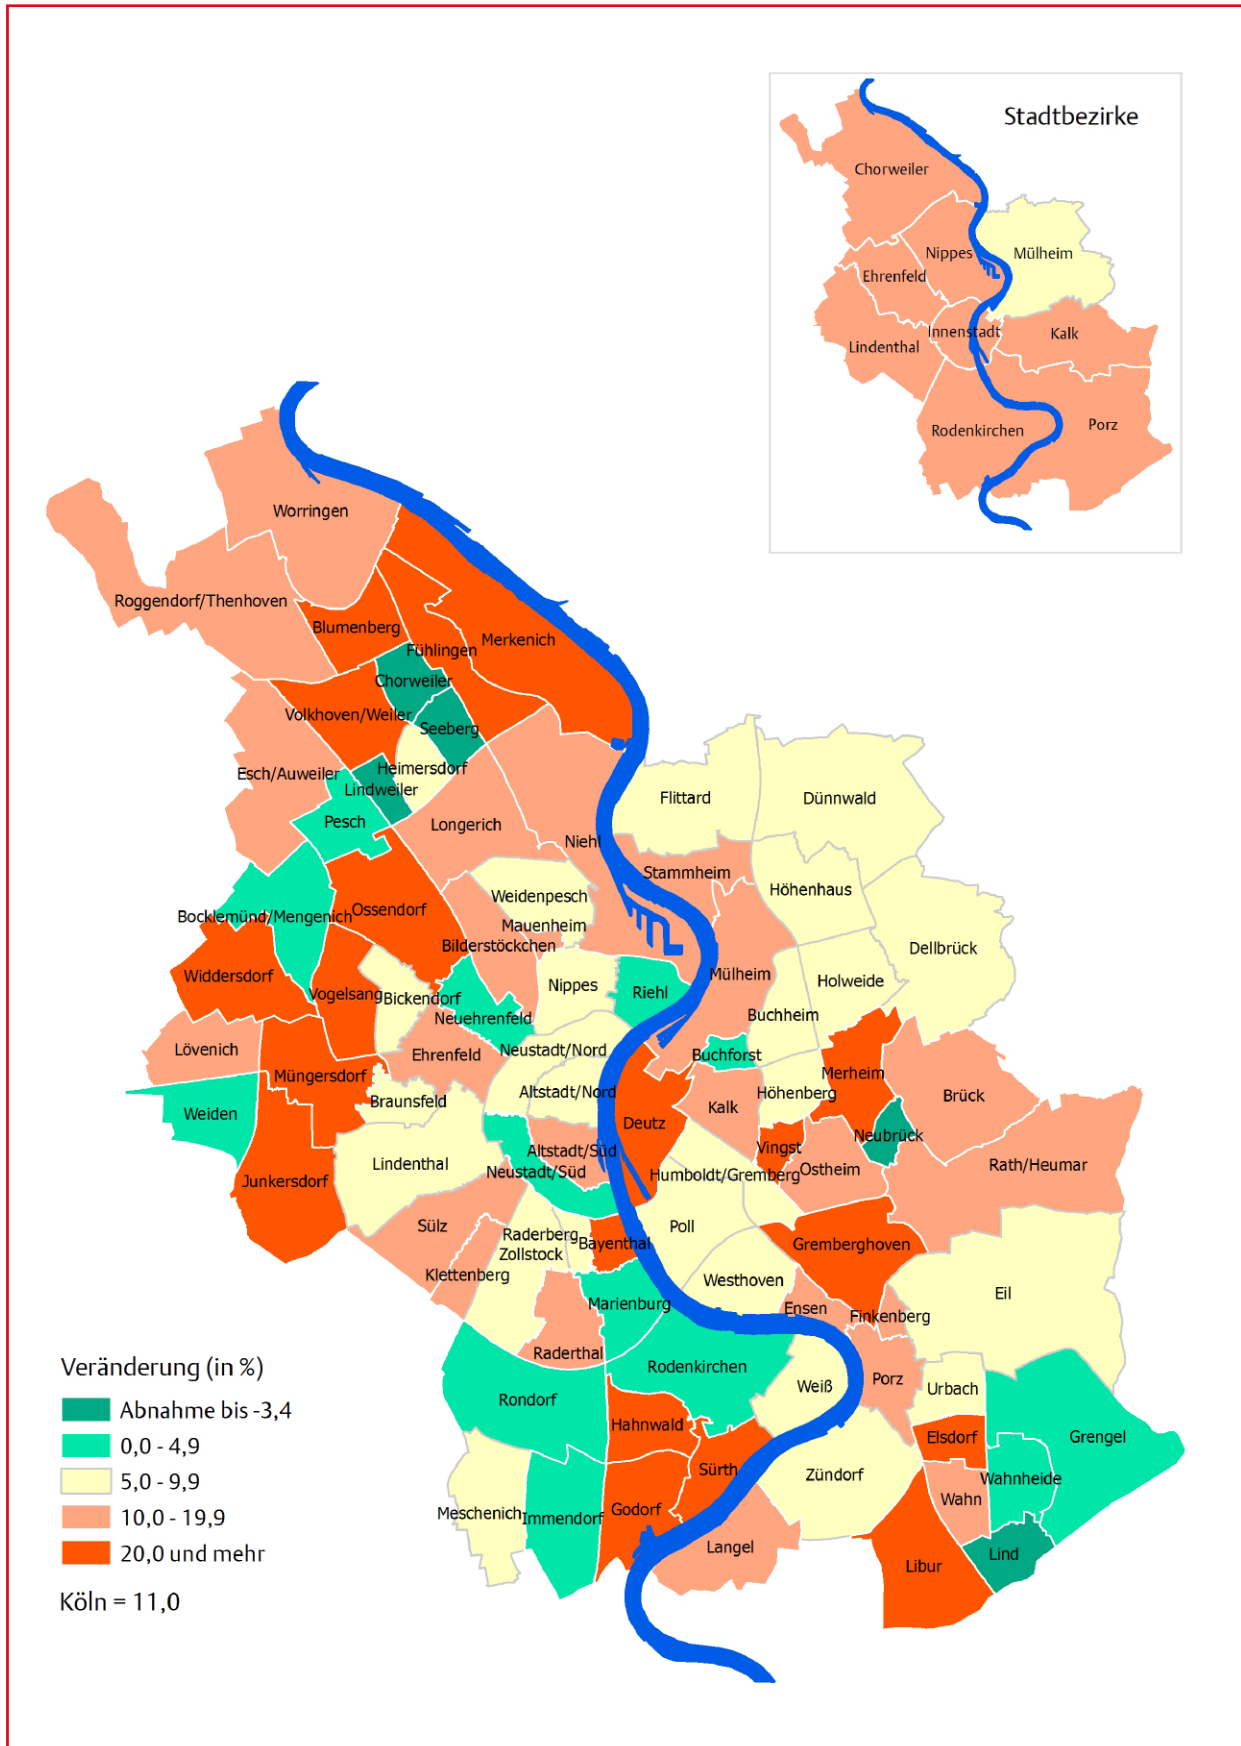 Stadtbezirke
Chorweiler
Nippes
Mülheim
Ehrenfeld
Innenstadt
Kalk
Lindenthal
Rodenkirchen
Porz
Worringen
Roggendorf/Thenhoven
Blumenberg
Fühlingen
Merkenich
Chorweiler
Volkhoven/Weiler
Seeberg
Heimersdorf
Esch/Auweiler
Lindweiler
Pesch
Longerich
Niehl
Flittard
Dünnwald
Stammheim
Höhenhaus
Weidenpesch
Ossendorf
Bocklemünd/Mengenich
Mauenheim
Bilderstöckchen
Dellbrück
Widdersdorf
Mülheim
Holweide
Vogelsang
Bickendorf
Nippes
Riehl
Neuehrenfeld
Buchheim
Lövenich
Ehrenfeld
Neustadt/Nord
Buchforst
Müngersdorf
Merheim
Braunsfeld
Altstadt/Nord
Höhenberg
Brück
Weiden
Kalk
Deutz
Neubrück
Vingst
Altstadt/Süd
Lindenthal
Neustadt/Süd
Humboldt/Gremberg
Ostheim
Rath/Heumar
Junkersdorf
Sülz
Poll
Raderberg
Zollstock
Bayenthal
Gremberghoven
Klettenberg
Westhoven
Eil
Marienburg
Ensen
Finkenberg
Raderthal
Rodenkirchen
Porz
Weiß
Urbach
Rondorf
Hahnwald
Elsdorf
Grengel
Sürth
Zündorf
Wahnheide
Wahn
Meschenich
Immendorf
Godorf
Langel
Lind
Libur
Veränderung (in %)
Abnahme bis -3,4
0,0 - 4,9
5,0 - 9,9
10,0 - 19,9
20,0 und mehr
Köln = 11,0